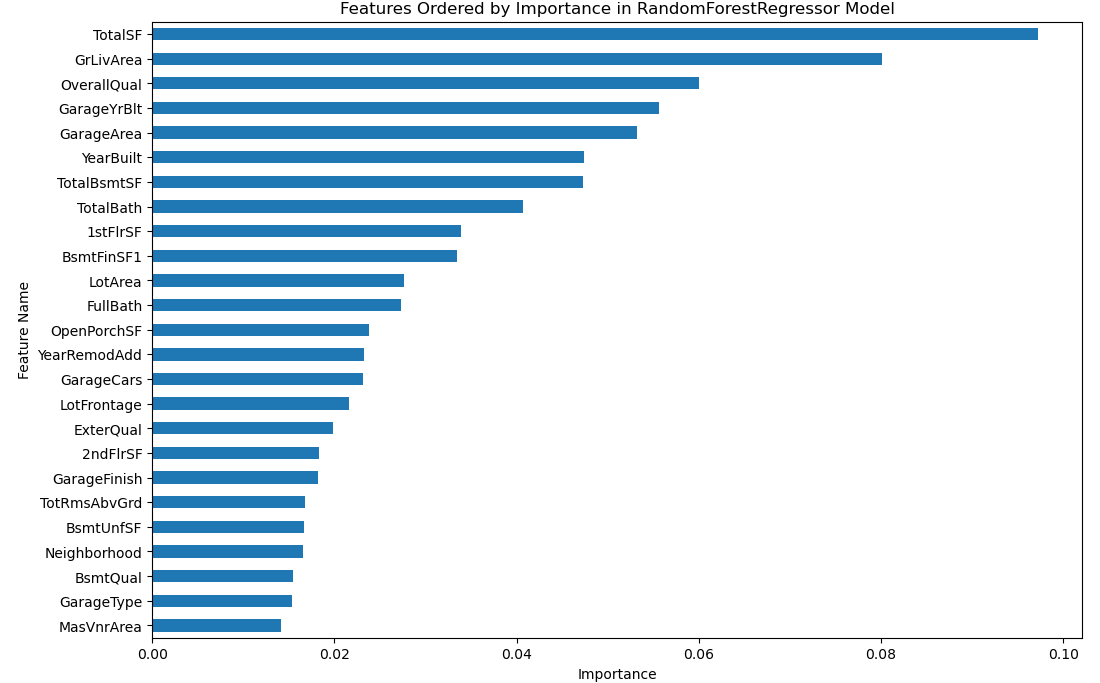 Features Ordered by Importance in RandomForestRegressor Model
TotalSF
GrLivArea
OverallQual
GarageYrBlt
GarageArea
YearBuilt
TotalBsmtSF
TotalBath
1stFlrSF
BsmtFinSF1
LotArea
FullBath
OpenPorchSF
YearRemodAdd
GarageCars
LotFrontage
ExterQual
2ndFlrSF
GarageFinish
TotRmsAbvGrd
BsmtUnfSF
Neighborhood
BsmtQual
GarageType
MasVnrArea
Feature Name
0.00 0.02 0.04 0.06 0.08 0.10
Importance